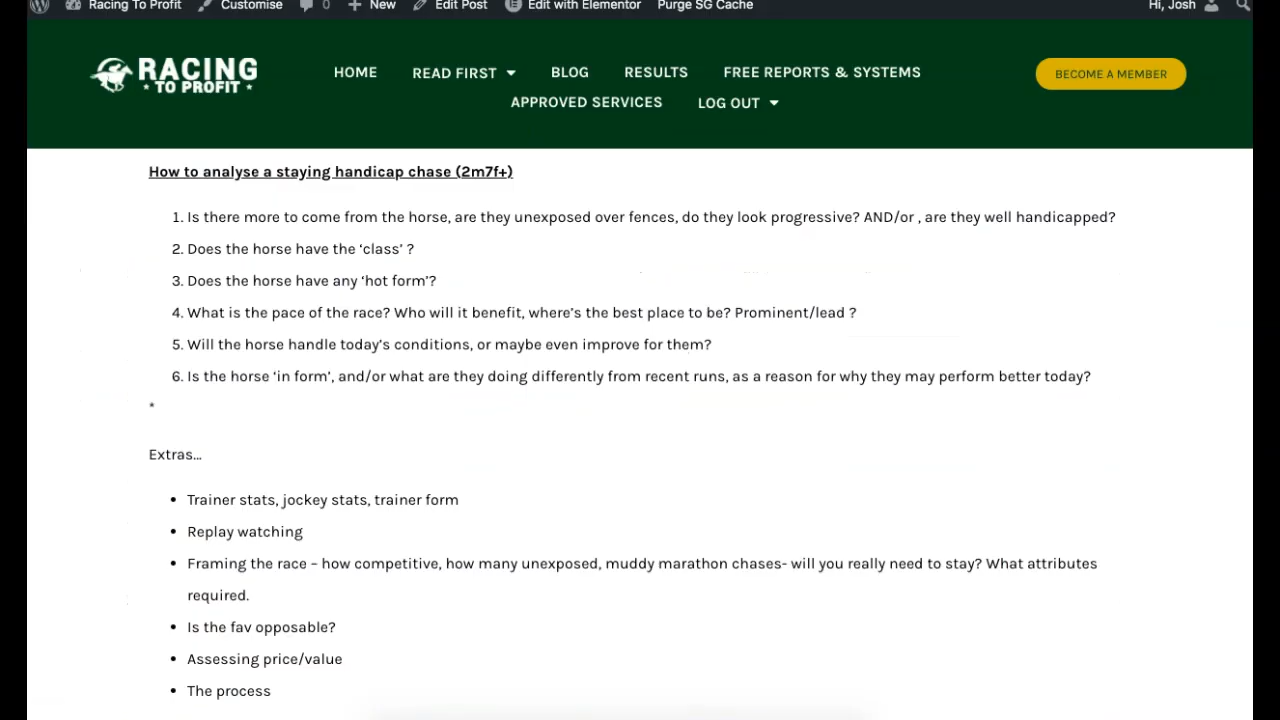 Racing To Profit Customise 0 New Edit Post Edit with Elementor Purge SG Cache Hi, Josh
RACING
TO PROFIT
HOME READ FIRST BLOG RESULTS FREE REPORTS & SYSTEMS
APPROVED SERVICES LOG OUT
BECOME A MEMBER
How to analyse a staying handicap chase (2m7f+)
1. Is there more to come from the horse, are they unexposed over fences, do they look progressive? AND/or , are they well handicapped?
2. Does the horse have the ‘class’ ?
3. Does the horse have any ‘hot form’?
4. What is the pace of the race? Who will it benefit, where’s the best place to be? Prominent/lead ?
5. Will the horse handle today’s conditions, or maybe even improve for them?
6. Is the horse ‘in form’, and/or what are they doing differently from recent runs, as a reason for why they may perform better today?
*
Extras…
• Trainer stats, jockey stats, trainer form
• Replay watching
• Framing the race – how competitive, how many unexposed, muddy marathon chases- will you really need to stay? What attributes
required.
• Is the fav opposable?
• Assessing price/value
• The process